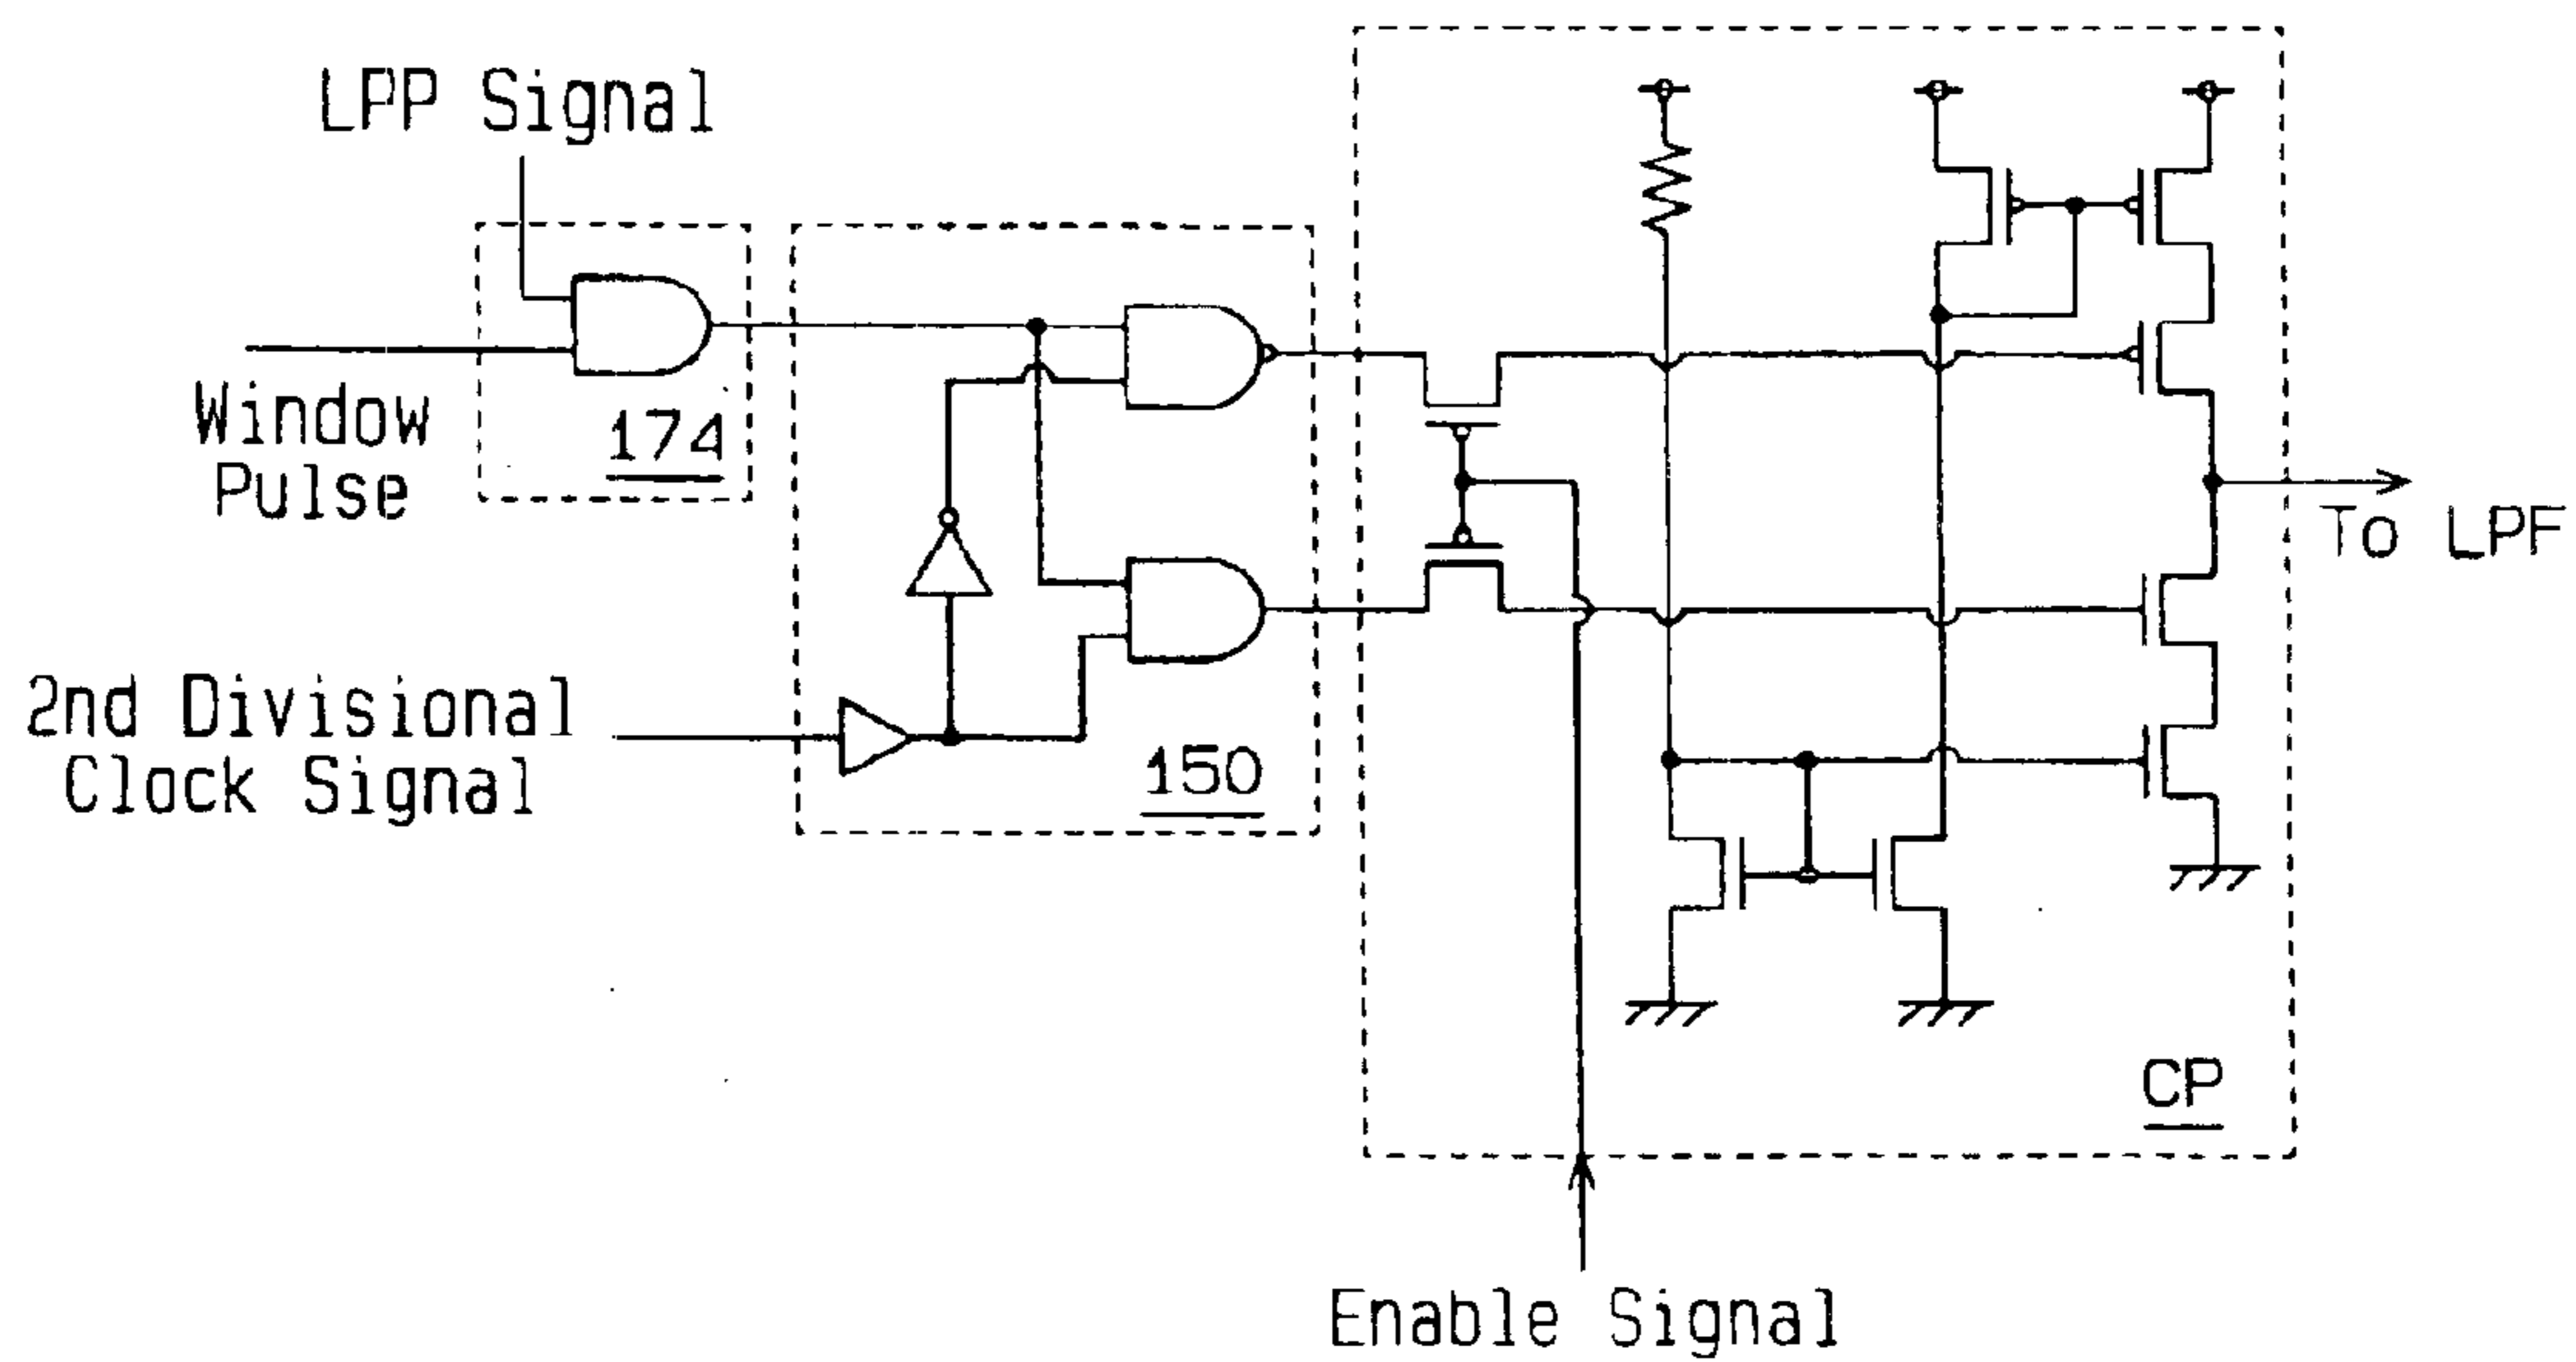 LPP Signal
Window
Pulse
174
2nd Divisional
Clock Signal
150
To LPF
CP
Enable Signal